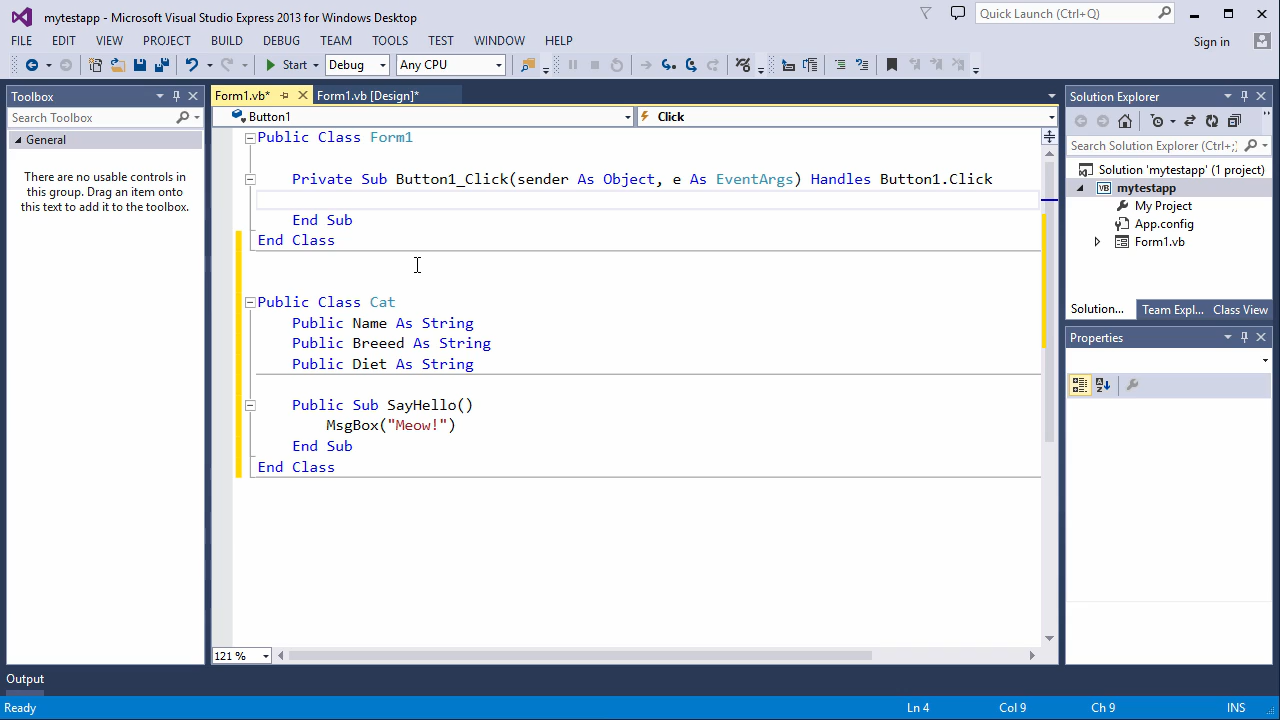 mytestapp - Microsoft Visual Studio Express 2013 for Windows Desktop
Quick Launch (Ctrl+Q)
FILE EDIT VIEW PROJECT BUILD DEBUG TEAM TOOLS TEST WINDOW HELP
Sign in
Start Debug Any CPU
Toolbox
Search Toolbox
General
There are no usable controls in
this group. Drag an item onto
this text to add it to the toolbox.
Form1.vb* Form1.vb [Design]*
Button1 Click
Public Class Form1
Private Sub Button1_Click(sender As Object, e As EventArgs) Handles Button1.Click
End Sub
End Class
Public Class Cat
Public Name As String
Public Breeed As String
Public Diet As String
Public Sub SayHello()
MsgBox("Meow!")
End Sub
End Class
121 %
Solution Explorer
Search Solution Explorer (Ctrl+;)
Solution 'mytestapp' (1 project)
VB mytestapp
My Project
App.config
Form1.vb
Solution... Team Expl... Class View
Properties
Output
Ready Ln 4 Col 9 Ch 9 INS